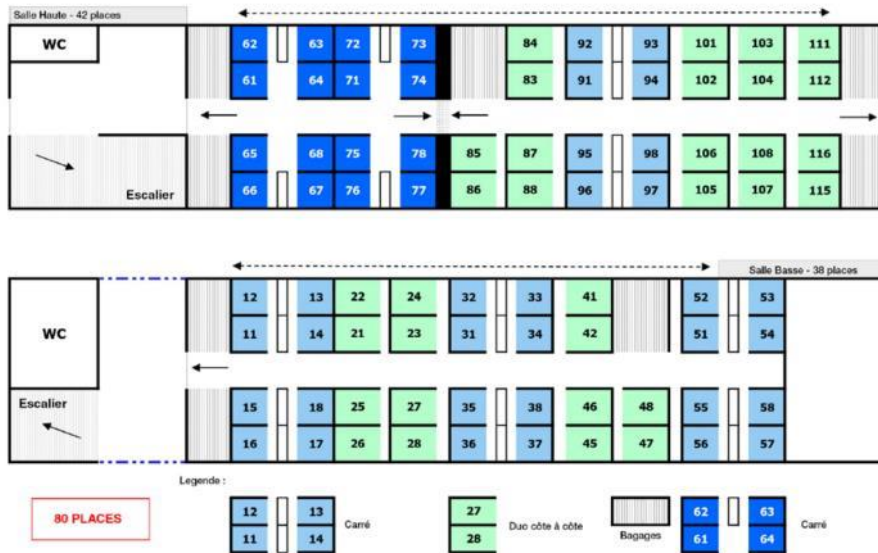 Salle Haute - 42 places
WC
62 63 72 73 84 92 93 101 103 111
61 64 71 74 83 91 94 102 104 112
65 68 75 78 85 87 95 98 106 108 116
Escalier
66 67 76 77 86 88 96 97 105 107 115
Salle Basse - 38 places
WC
12 13 22 24 32 33 41 52 53
11 14 21 23 31 34 42 51 54
Escalier
15 18 25 27 35 38 46 48 55 58
16 17 26 28 36 37 45 47 56 57
Legende :
80 PLACES
12 13
11 14
Carré
27
28
Duo côte à côte
Bagages
62 63
61 64
Carré